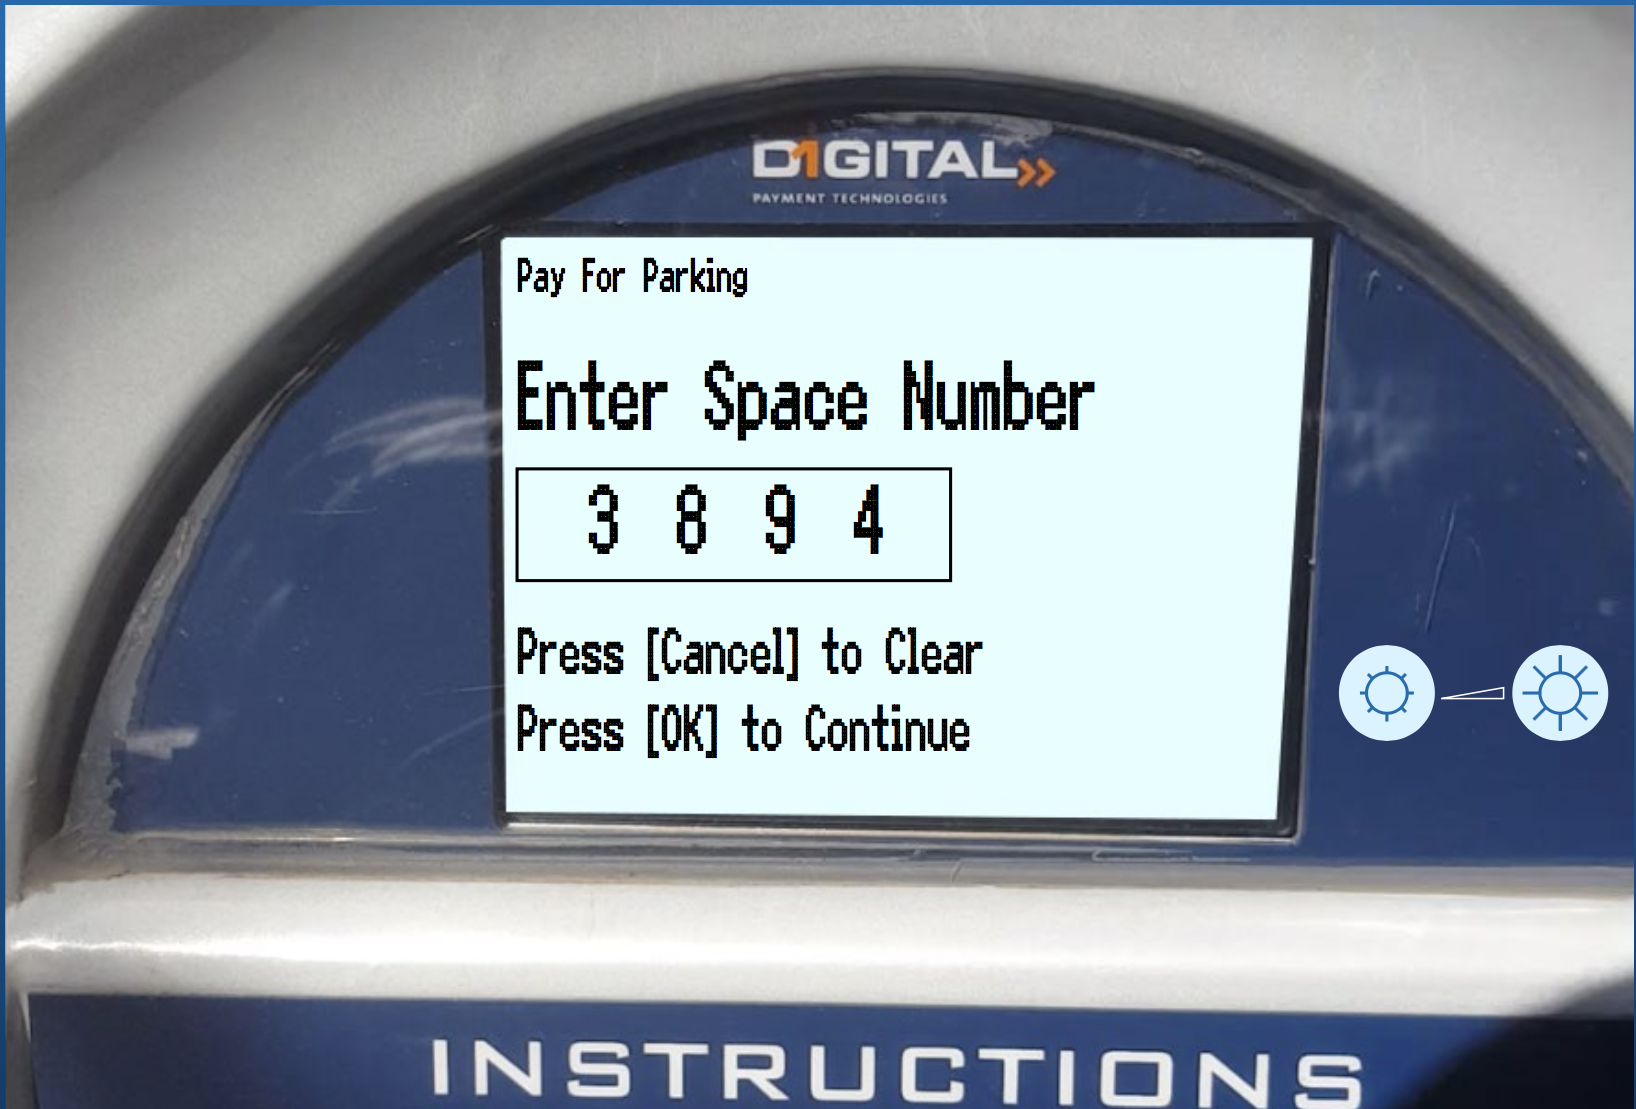 D1GITAL
PAYMENT TECHNOLOGIES
Pay For Parking
Enter Space Number
3 8 9 4
Press [Cancel] to Clear
Press [OK] to Continue
INSTRUCTIONS